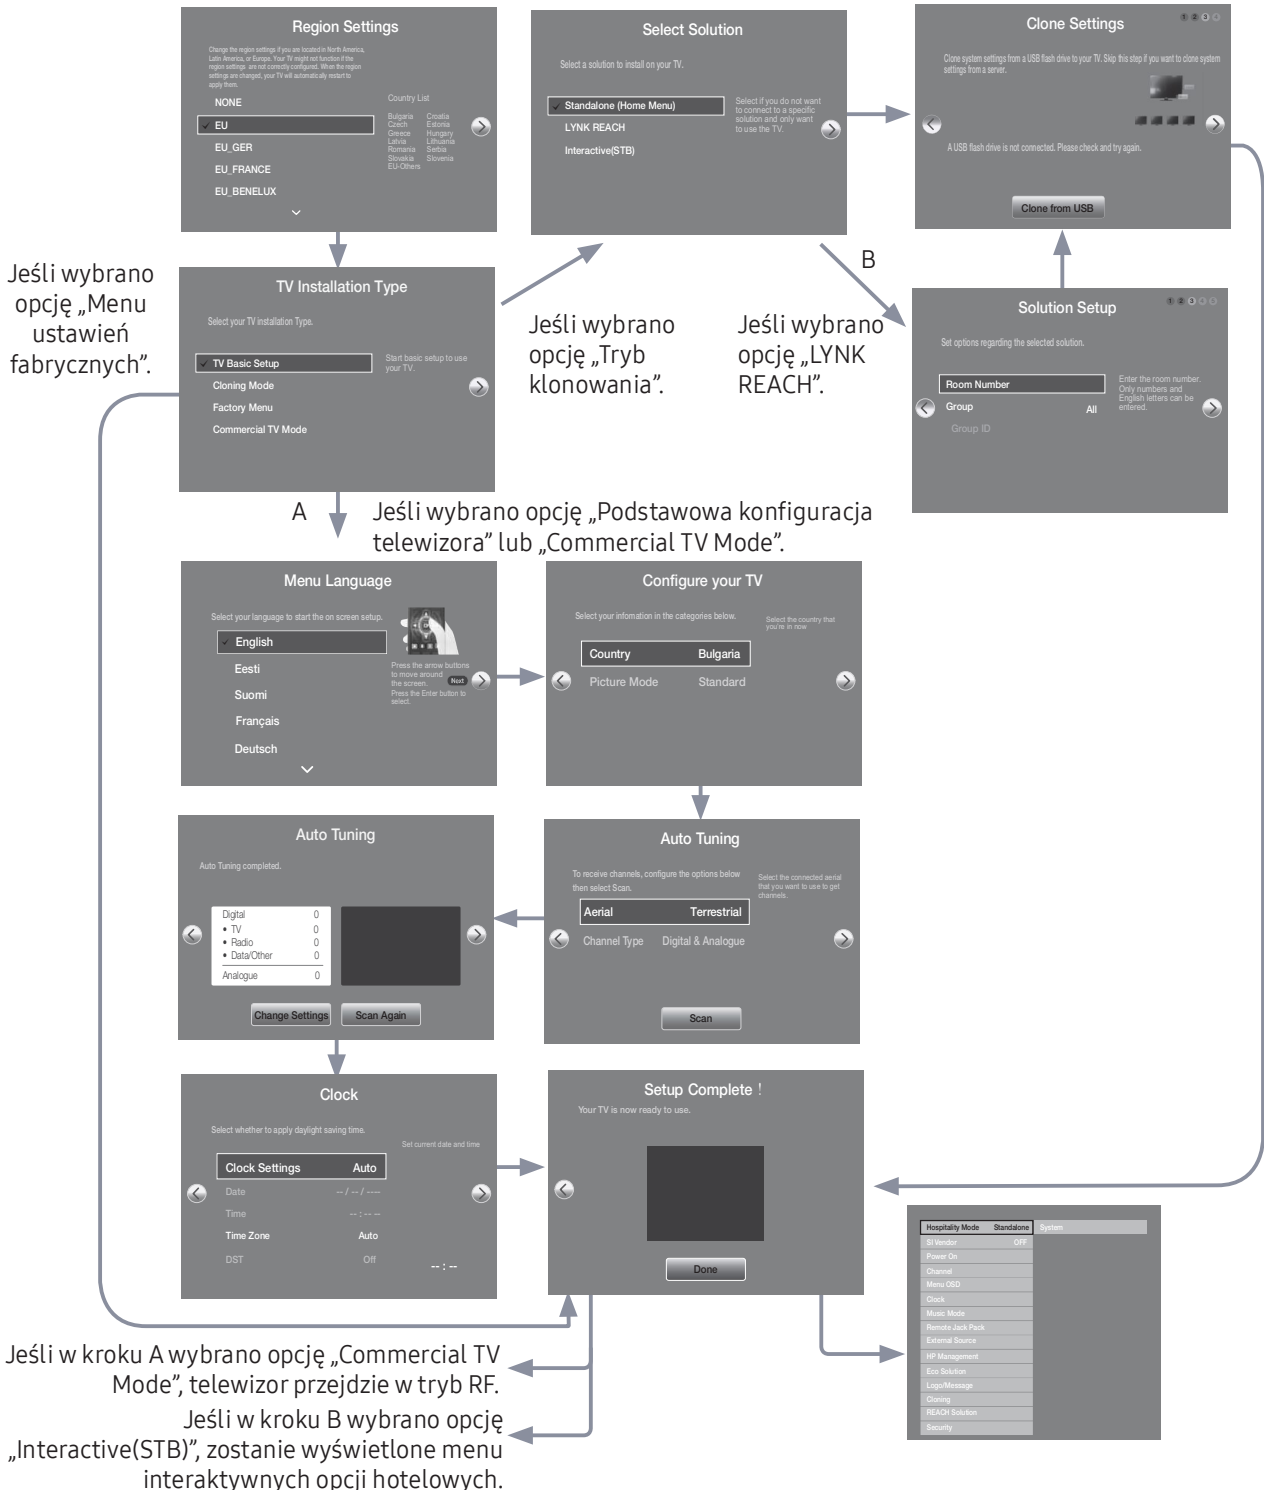 Region Settings
Change the region settings if you are located in North America,
Latin America, or Europe. Your TV might not function if the
region settings are not correctly configured. When the region
settings are changed, your TV will automatically restart to
apply them.
NONE
EU
EU_GER
EU_FRANCE
EU_BENELUX
Country List
Bulgaria Croatia
Czech Estonia
Greece Hungary
Latvia Lithuania
Romania Serbia
Slovakia Slovenia
EU-Others
Select Solution
Select a solution to install on your TV.
Standalone (Home Menu)
LYNK REACH
Interactive(STB)
Select if you do not want
to connect to a specific
solution and only want
to use the TV.
Clone Settings
1 2 3 4
Clone system settings from a USB flash drive to your TV. Skip this step if you want to clone system
settings from a server.
A USB flash drive is not connected. Please check and try again.
Clone from USB
Jeśli wybrano
opcję „Menu
ustawień
fabrycznych”.
TV Installation Type
Select your TV installation Type.
TV Basic Setup
Cloning Mode
Factory Menu
Commercial TV Mode
Start basic setup to use
your TV.
Jeśli wybrano
opcję „Tryb
klonowania”.
B
Jeśli wybrano
opcję „LYNK
REACH”.
Solution Setup
1 2 3 4 5
Set options regarding the selected solution.
Room Number
Group All
Group ID
Enter the room number..
Only numbers and
English letters can be
entered.
A
Jeśli wybrano opcję „Podstawowa konfiguracja
telewizora” lub „Commercial TV Mode”.
Menu Language
Select your language to start the on screen setup.
English
Eesti
Suomi
Français
Deutsch
Press the arrow buttons
to move around
the screen. Next
Press the Enter button to
select.
Configure your TV
Select your infomation in the categories below.
Country Bulgaria
Picture Mode Standard
Select the country that
you're in now
Auto Tuning
Auto Tuning completed.
Digital 0
• TV 0
• Radio 0
• Data/Other 0
Analogue 0
Change Settings Scan Again
Auto Tuning
To receive channels, configure the options below
then select Scan.
Aerial Terrestrial
Channel Type Digital & Analogue
Select the connected aerial
that you want to use to get
channels.
Scan
Clock
Select whether to apply daylight saving time.
Clock Settings Auto
Date -- / -- / ----
Time -- : -- --
Time Zone Auto
DST Off
Set current date and time
-- : --
Setup Complete !
Your TV is now ready to use.
Done
Hospitality Mode Standalone System
SI Vendor OFF
Power On
Channel
Menu OSD
Clock
Music Mode
Remote Jack Pack
External Source
HP Management
Eco Solution
Logo/Message
Cloning
REACH Solution
Security
Jeśli w kroku A wybrano opcję „Commercial TV
Mode”, telewizor przejdzie w tryb RF.
Jeśli w kroku B wybrano opcję
„Interactive(STB)”, zostanie wyświetlone menu
interaktywnych opcji hotelowych.